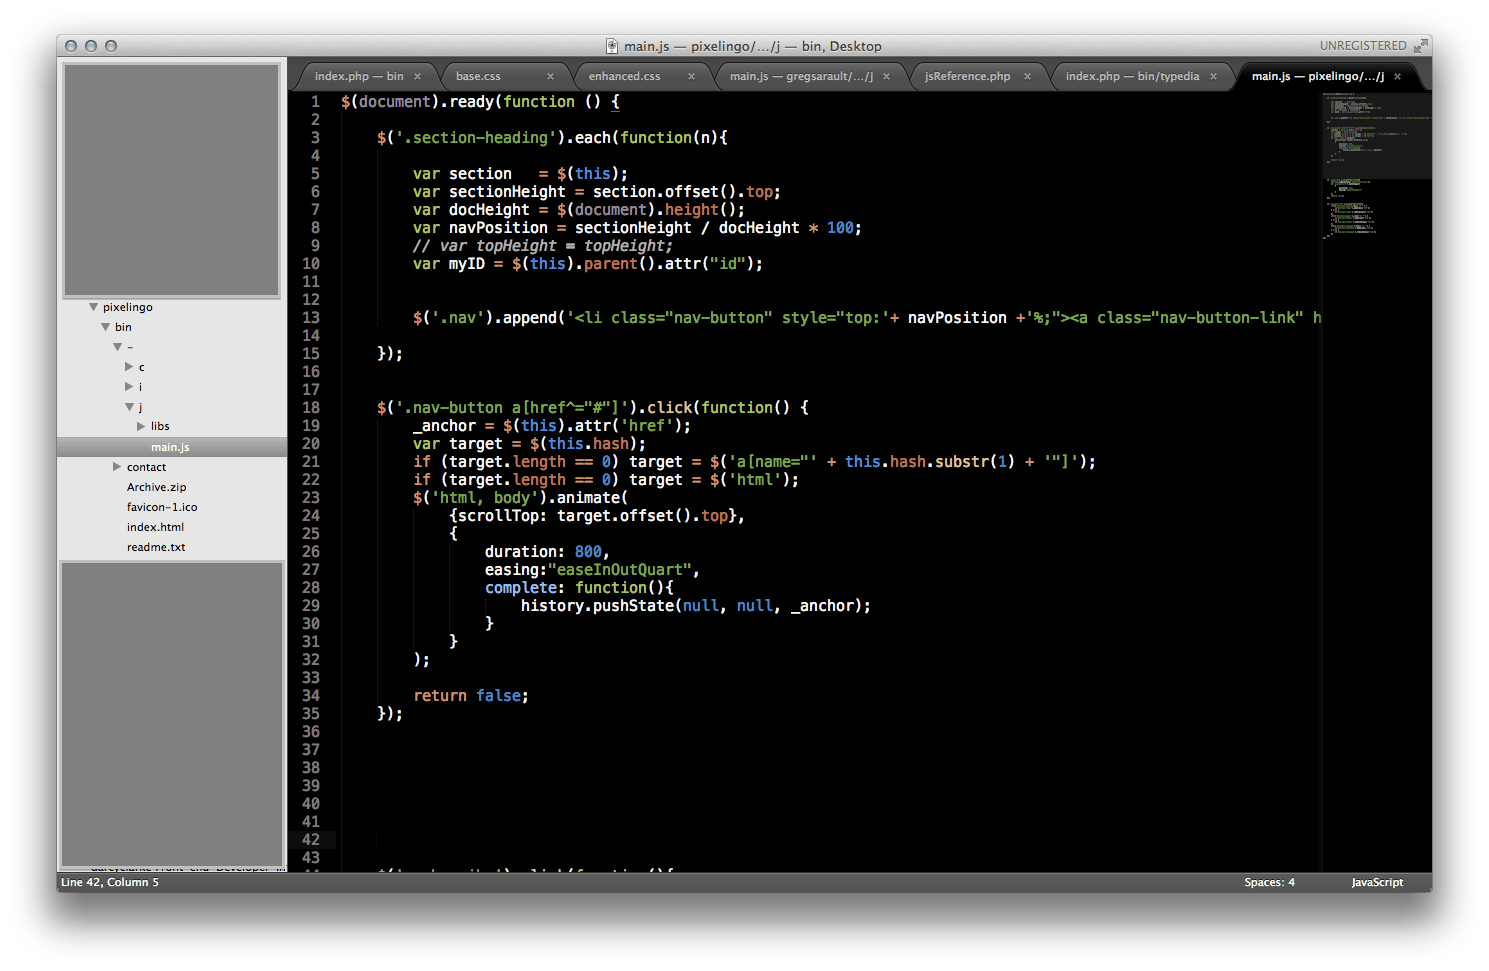 main.js — pixelingo/.../j — bin, Desktop
UNREGISTERED
index.php — bin × base.css × enhanced.css × main.js — gregsarault/.../j × jsReference.php × index.php — bin/typedia × main.js — pixelingo/.../j ×
pixelingo
bin
–
c
i
j
libs
main.js
contact
Archive.zip
favicon-1.ico
index.html
readme.txt
1 $(document).ready(function () {
2
3 $('.section-heading').each(function(n){
4
5 var section   = $(this);
6 var sectionHeight = section.offset().top;
7 var docHeight = $(document).height();
8 var navPosition = sectionHeight / docHeight * 100;
9 // var topHeight = topHeight;
10 var myID = $(this).parent().attr("id");
11
12
13 $('.nav').append('<li class="nav-button" style="top:'+ navPosition +'%;"><a class="nav-button-link" h
14
15 });
16
17
18 $('.nav-button a[href^="#"]').click(function() {
19 _anchor = $(this).attr('href');
20 var target = $(this.hash);
21 if (target.length == 0) target = $('a[name="' + this.hash.substr(1) + '"]');
22 if (target.length == 0) target = $('html');
23 $('html, body').animate(
24 {scrollTop: target.offset().top},
25 {
26 duration: 800,
27 easing:"easeInOutQuart",
28 complete: function(){
29 history.pushState(null, null, _anchor);
30 }
31 }
32 );
33
34 return false;
35 });
36
37
38
39
40
41
42
43
Line 42, Column 5
Spaces: 4
JavaScript